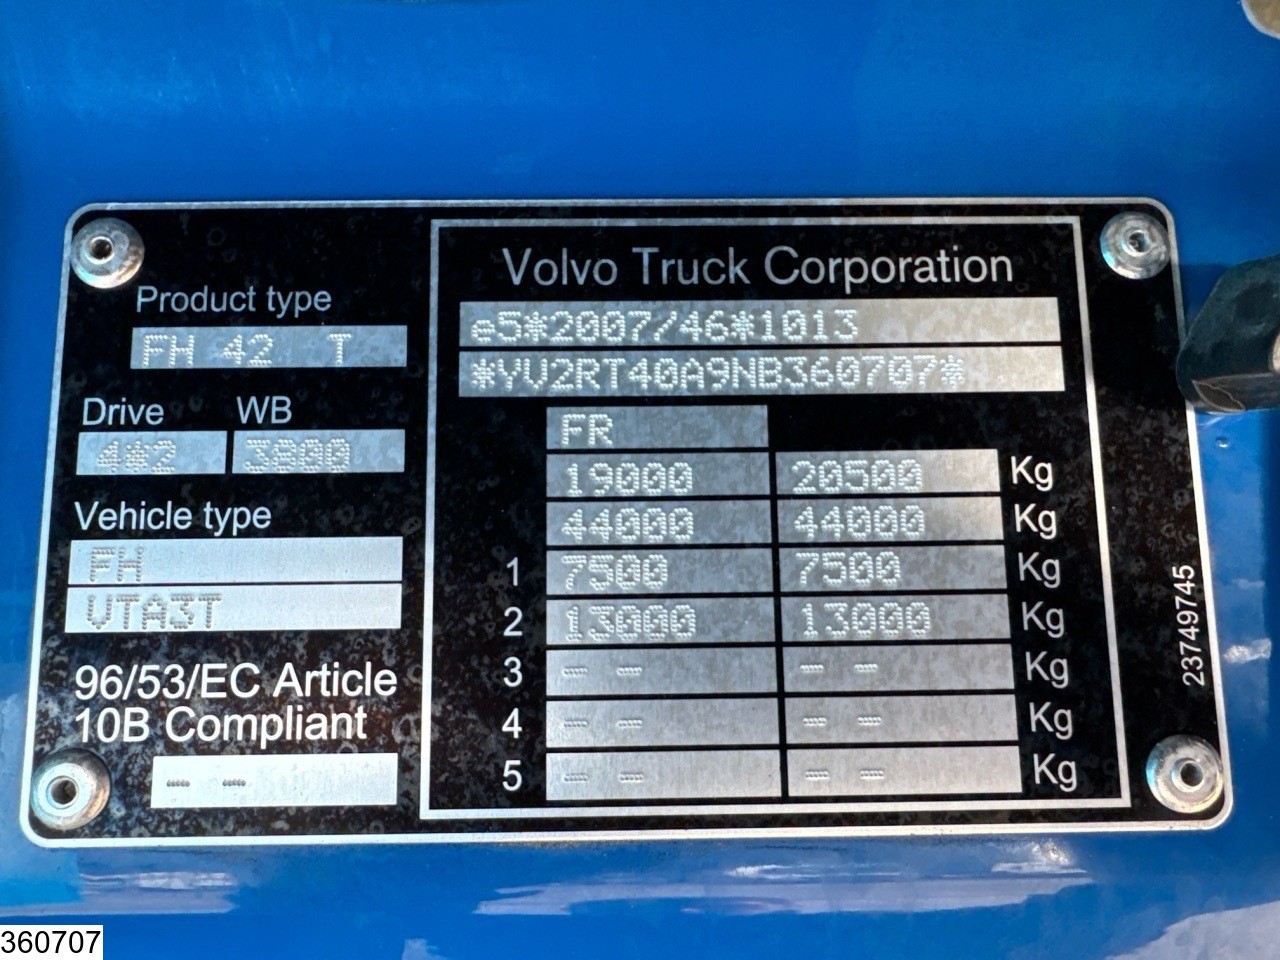 Volvo Truck Corporation
Product type
FH 42 T
e5*2007/46*1013
*YV2RT40A9NB360707*
Drive WB
4*2 3800
FR
19000 20500 Kg
44000 44000 Kg
Vehicle type
FH
VTA3T
1 7500 7500 Kg
2 13000 13000 Kg
3 -- -- -- -- Kg
4 -- -- -- -- Kg
5 -- -- -- -- Kg
96/53/EC Article
10B Compliant
-- --
23749745
360707